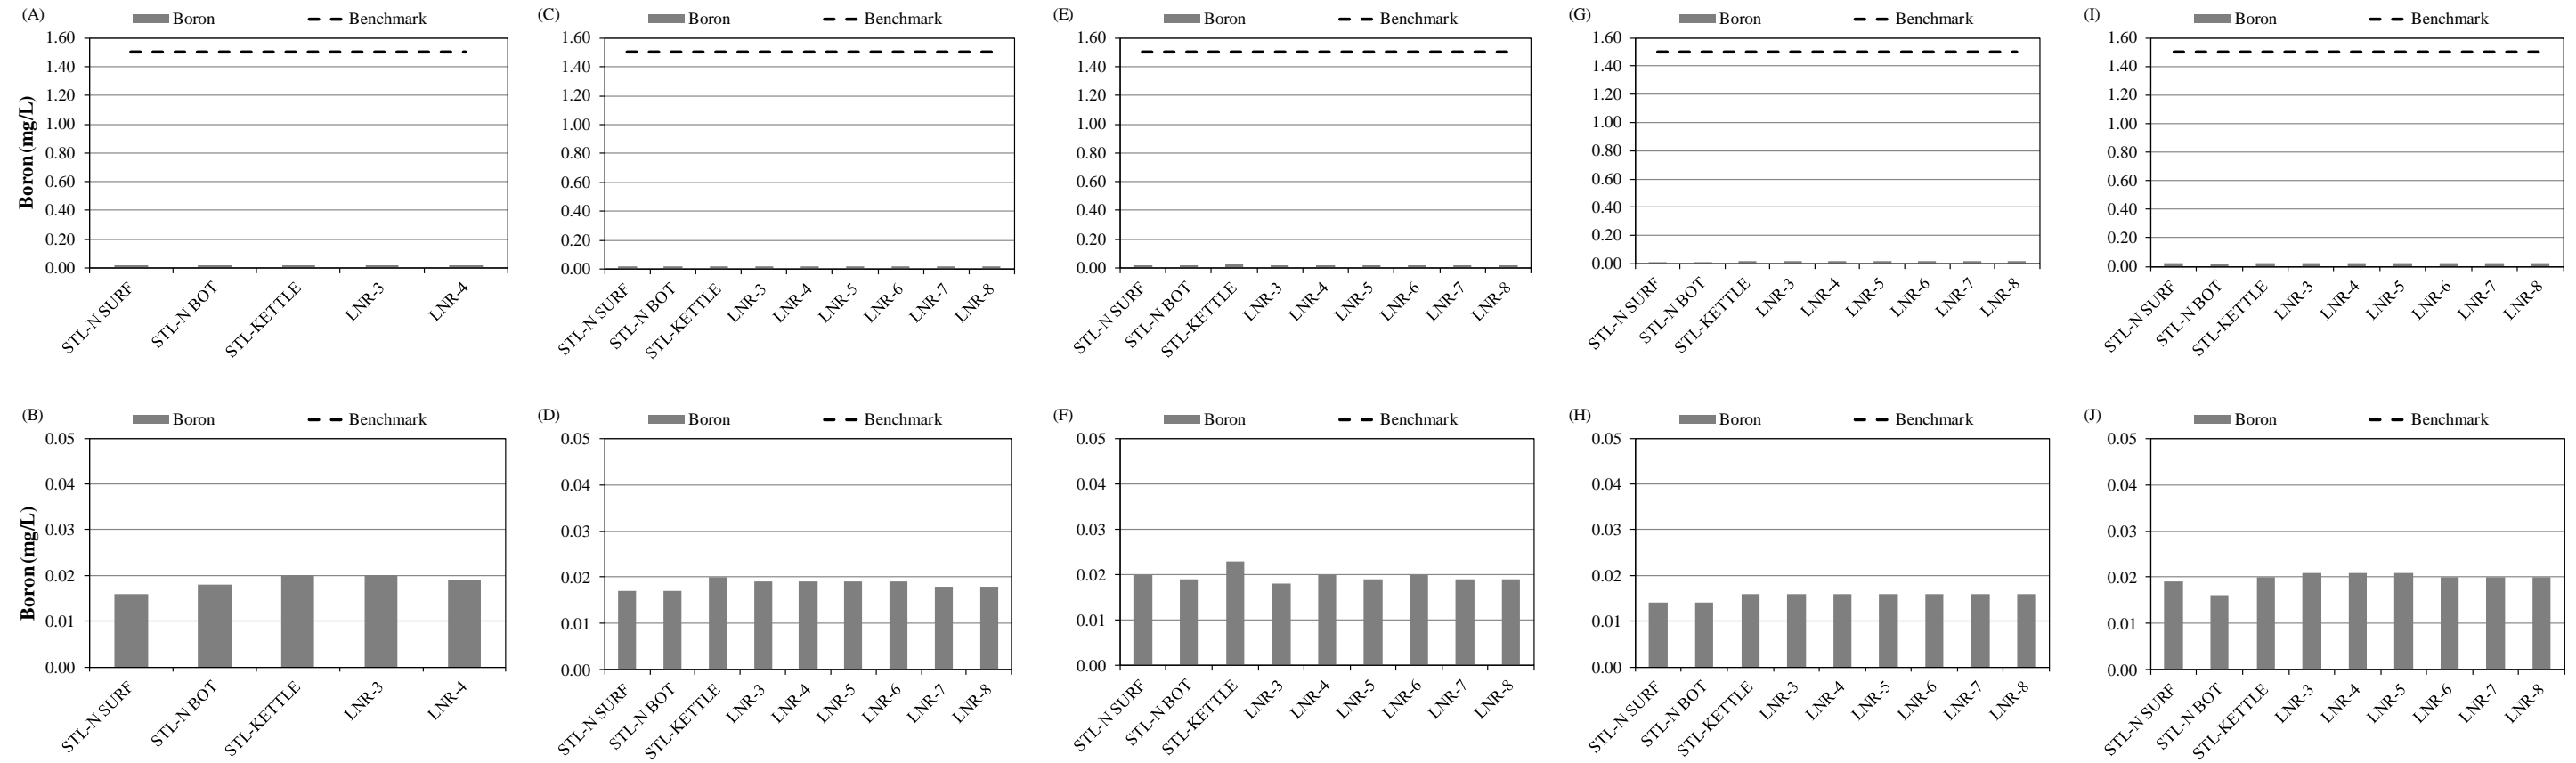 (A) Boron Benchmark
1.60
1.40
1.20
1.00
0.80
0.60
0.40
0.20
0.00
Boron (mg/L)
STL-N SURF
STL-N BOT
STL-KETTLE
LNR-3
LNR-4
(C) Boron Benchmark
1.60
1.40
1.20
1.00
0.80
0.60
0.40
0.20
0.00
STL-N SURF
STL-N BOT
STL-KETTLE
LNR-3
LNR-4
LNR-5
LNR-6
LNR-7
LNR-8
(E) Boron Benchmark
1.60
1.40
1.20
1.00
0.80
0.60
0.40
0.20
0.00
STL-N SURF
STL-N BOT
STL-KETTLE
LNR-3
LNR-4
LNR-5
LNR-6
LNR-7
LNR-8
(G) Boron Benchmark
1.60
1.40
1.20
1.00
0.80
0.60
0.40
0.20
0.00
STL-N SURF
STL-N BOT
STL-KETTLE
LNR-3
LNR-4
LNR-5
LNR-6
LNR-7
LNR-8
(I) Boron Benchmark
1.60
1.40
1.20
1.00
0.80
0.60
0.40
0.20
0.00
STL-N SURF
STL-N BOT
STL-KETTLE
LNR-3
LNR-4
LNR-5
LNR-6
LNR-7
LNR-8
(B) Boron Benchmark
0.05
0.04
0.03
0.02
0.01
0.00
Boron (mg/L)
STL-N SURF
STL-N BOT
STL-KETTLE
LNR-3
LNR-4
(D) Boron Benchmark
0.05
0.04
0.03
0.02
0.01
0.00
STL-N SURF
STL-N BOT
STL-KETTLE
LNR-3
LNR-4
LNR-5
LNR-6
LNR-7
LNR-8
(F) Boron Benchmark
0.05
0.04
0.03
0.02
0.01
0.00
STL-N SURF
STL-N BOT
STL-KETTLE
LNR-3
LNR-4
LNR-5
LNR-6
LNR-7
LNR-8
(H) Boron Benchmark
0.05
0.04
0.03
0.02
0.01
0.00
STL-N SURF
STL-N BOT
STL-KETTLE
LNR-3
LNR-4
LNR-5
LNR-6
LNR-7
LNR-8
(J) Boron Benchmark
0.05
0.04
0.03
0.02
0.01
0.00
STL-N SURF
STL-N BOT
STL-KETTLE
LNR-3
LNR-4
LNR-5
LNR-6
LNR-7
LNR-8